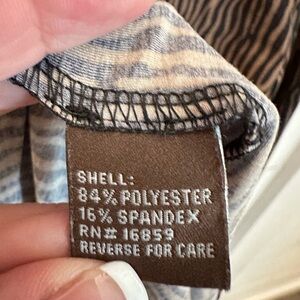 SHELL:
84% POLYESTER
16% SPANDEX
RN# 16859
REVERSE FOR CARE